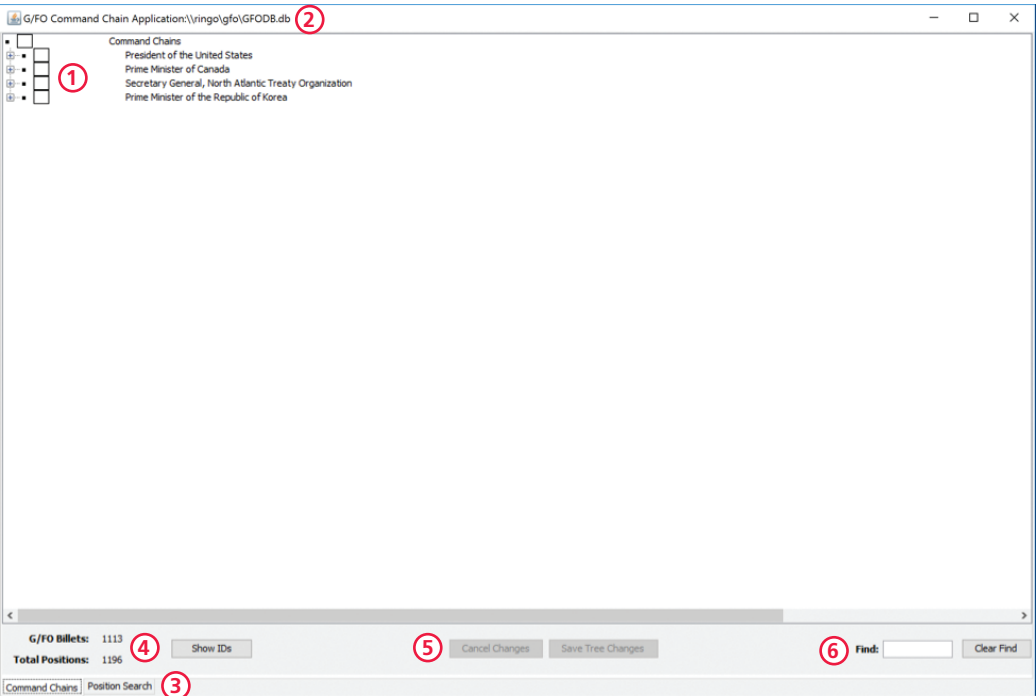 G/FO Command Chain Application:\\ringo\gfo\GFODB.db ②
Command Chains
President of the United States
Prime Minister of Canada
①
Secretary General, North Atlantic Treaty Organization
Prime Minister of the Republic of Korea
G/FO Billets: 1113
Total Positions: 1196
④
Show IDs
⑤
Cancel Changes
Save Tree Changes
⑥
Find:
Clear Find
Command Chains
Position Search
③